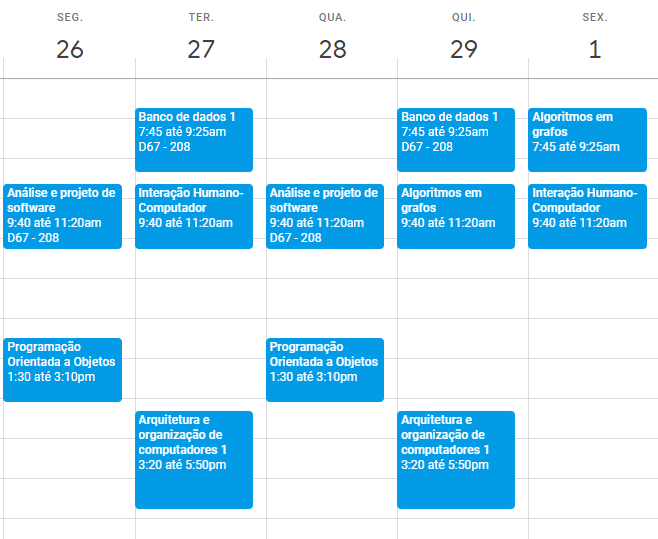 SEG.
TER.
QUA.
QUI.
SEX.
26
27
28
29
1
Banco de dados 1
7:45 até 9:25am
D67 - 208
Banco de dados 1
7:45 até 9:25am
D67 - 208
Algoritmos em
grafos
7:45 até 9:25am
Análise e projeto de
software
9:40 até 11:20am
D67 - 208
Interação Humano-
Computador
9:40 até 11:20am
Análise e projeto de
software
9:40 até 11:20am
D67 - 208
Algoritmos em
grafos
9:40 até 11:20am
Interação Humano-
Computador
9:40 até 11:20am
Programação
Orientada a Objetos
1:30 até 3:10pm
Programação
Orientada a Objetos
1:30 até 3:10pm
Arquitetura e
organização de
computadores 1
3:20 até 5:50pm
Arquitetura e
organização de
computadores 1
3:20 até 5:50pm